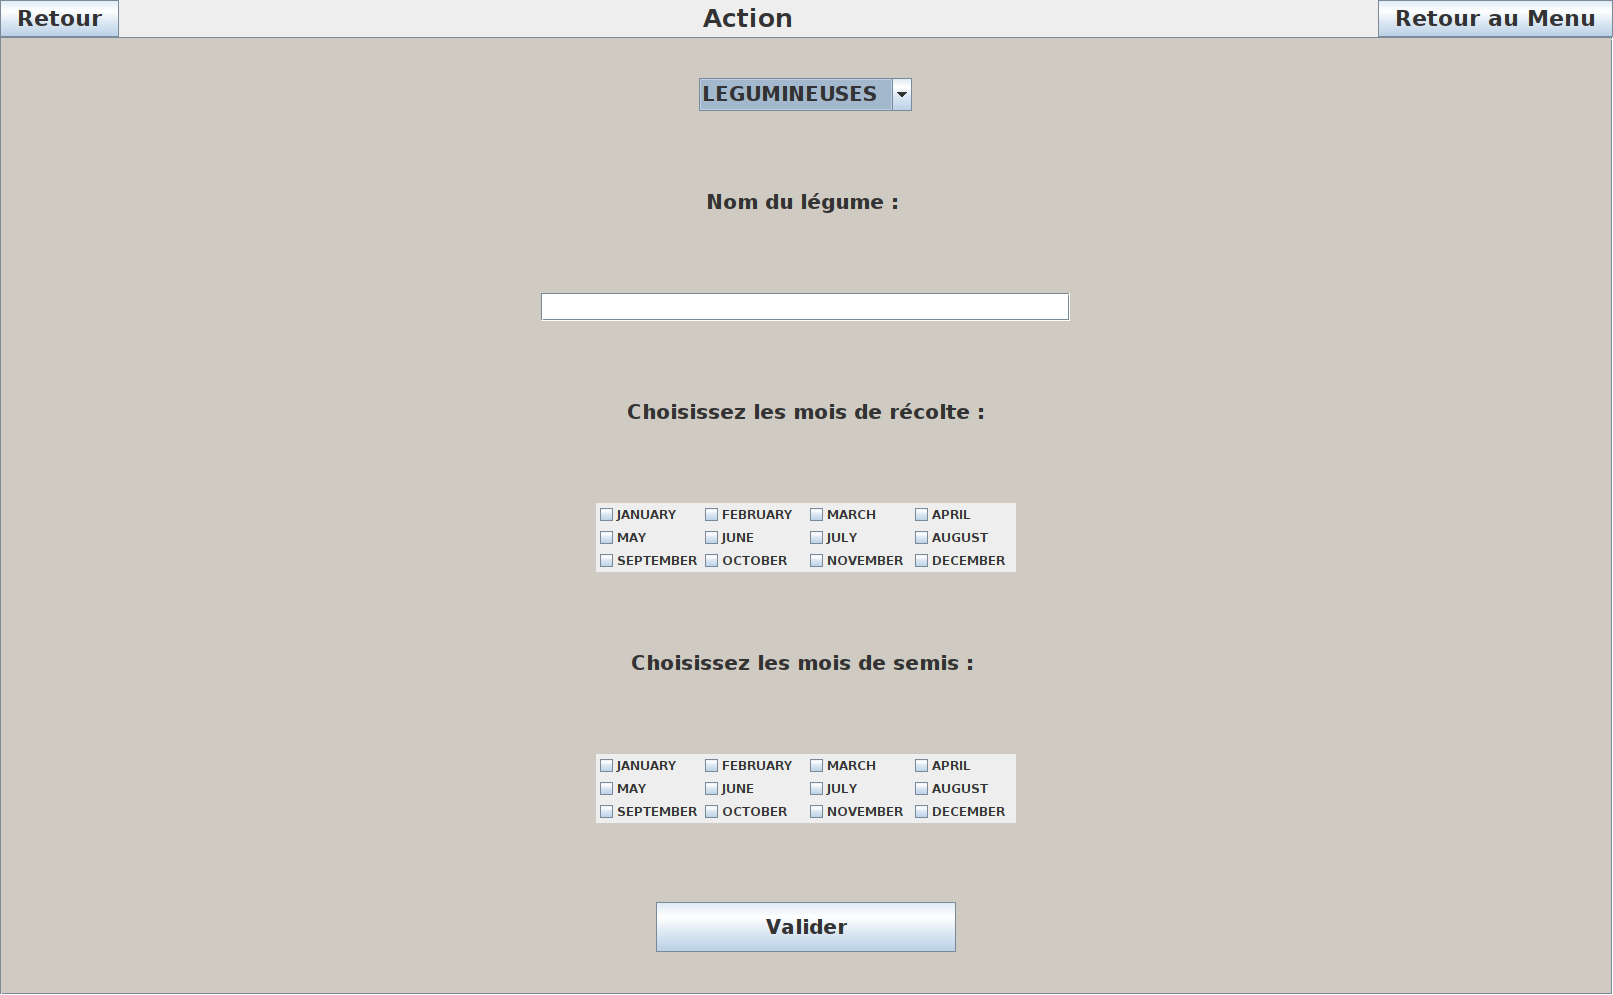 Retour Action Retour au Menu
LEGUMINEUSES
Nom du légume :
Choisissez les mois de récolte :
JANUARY FEBRUARY MARCH APRIL
MAY JUNE JULY AUGUST
SEPTEMBER OCTOBER NOVEMBER DECEMBER
Choisissez les mois de semis :
JANUARY FEBRUARY MARCH APRIL
MAY JUNE JULY AUGUST
SEPTEMBER OCTOBER NOVEMBER DECEMBER
Valider